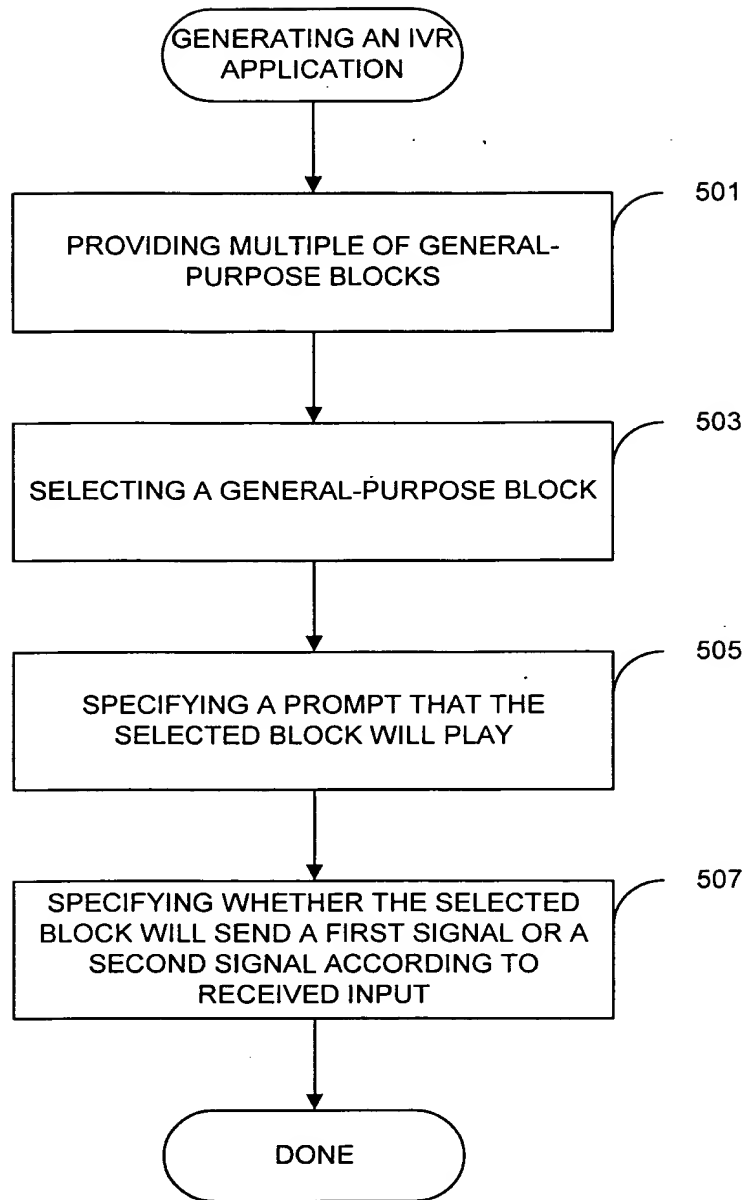 GENERATING AN IVR
APPLICATION
501
PROVIDING MULTIPLE OF GENERAL-
PURPOSE BLOCKS
503
SELECTING A GENERAL-PURPOSE BLOCK
505
SPECIFYING A PROMPT THAT THE
SELECTED BLOCK WILL PLAY
507
SPECIFYING WHETHER THE SELECTED
BLOCK WILL SEND A FIRST SIGNAL OR A
SECOND SIGNAL ACCORDING TO
RECEIVED INPUT
DONE